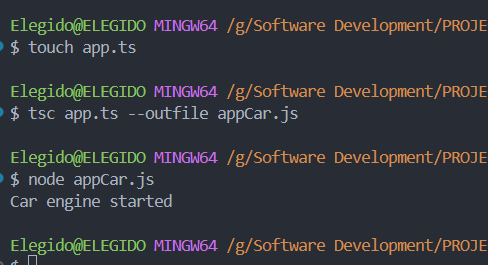 Elegido@ELEGIDO MINGW64 /g/Software Development/PROJE
$ touch app.ts
Elegido@ELEGIDO MINGW64 /g/Software Development/PROJE
$ tsc app.ts --outfile appCar.js
Elegido@ELEGIDO MINGW64 /g/Software Development/PROJE
$ node appCar.js
Car engine started
Elegido@ELEGIDO MINGW64 /g/Software Development/PROJE
$